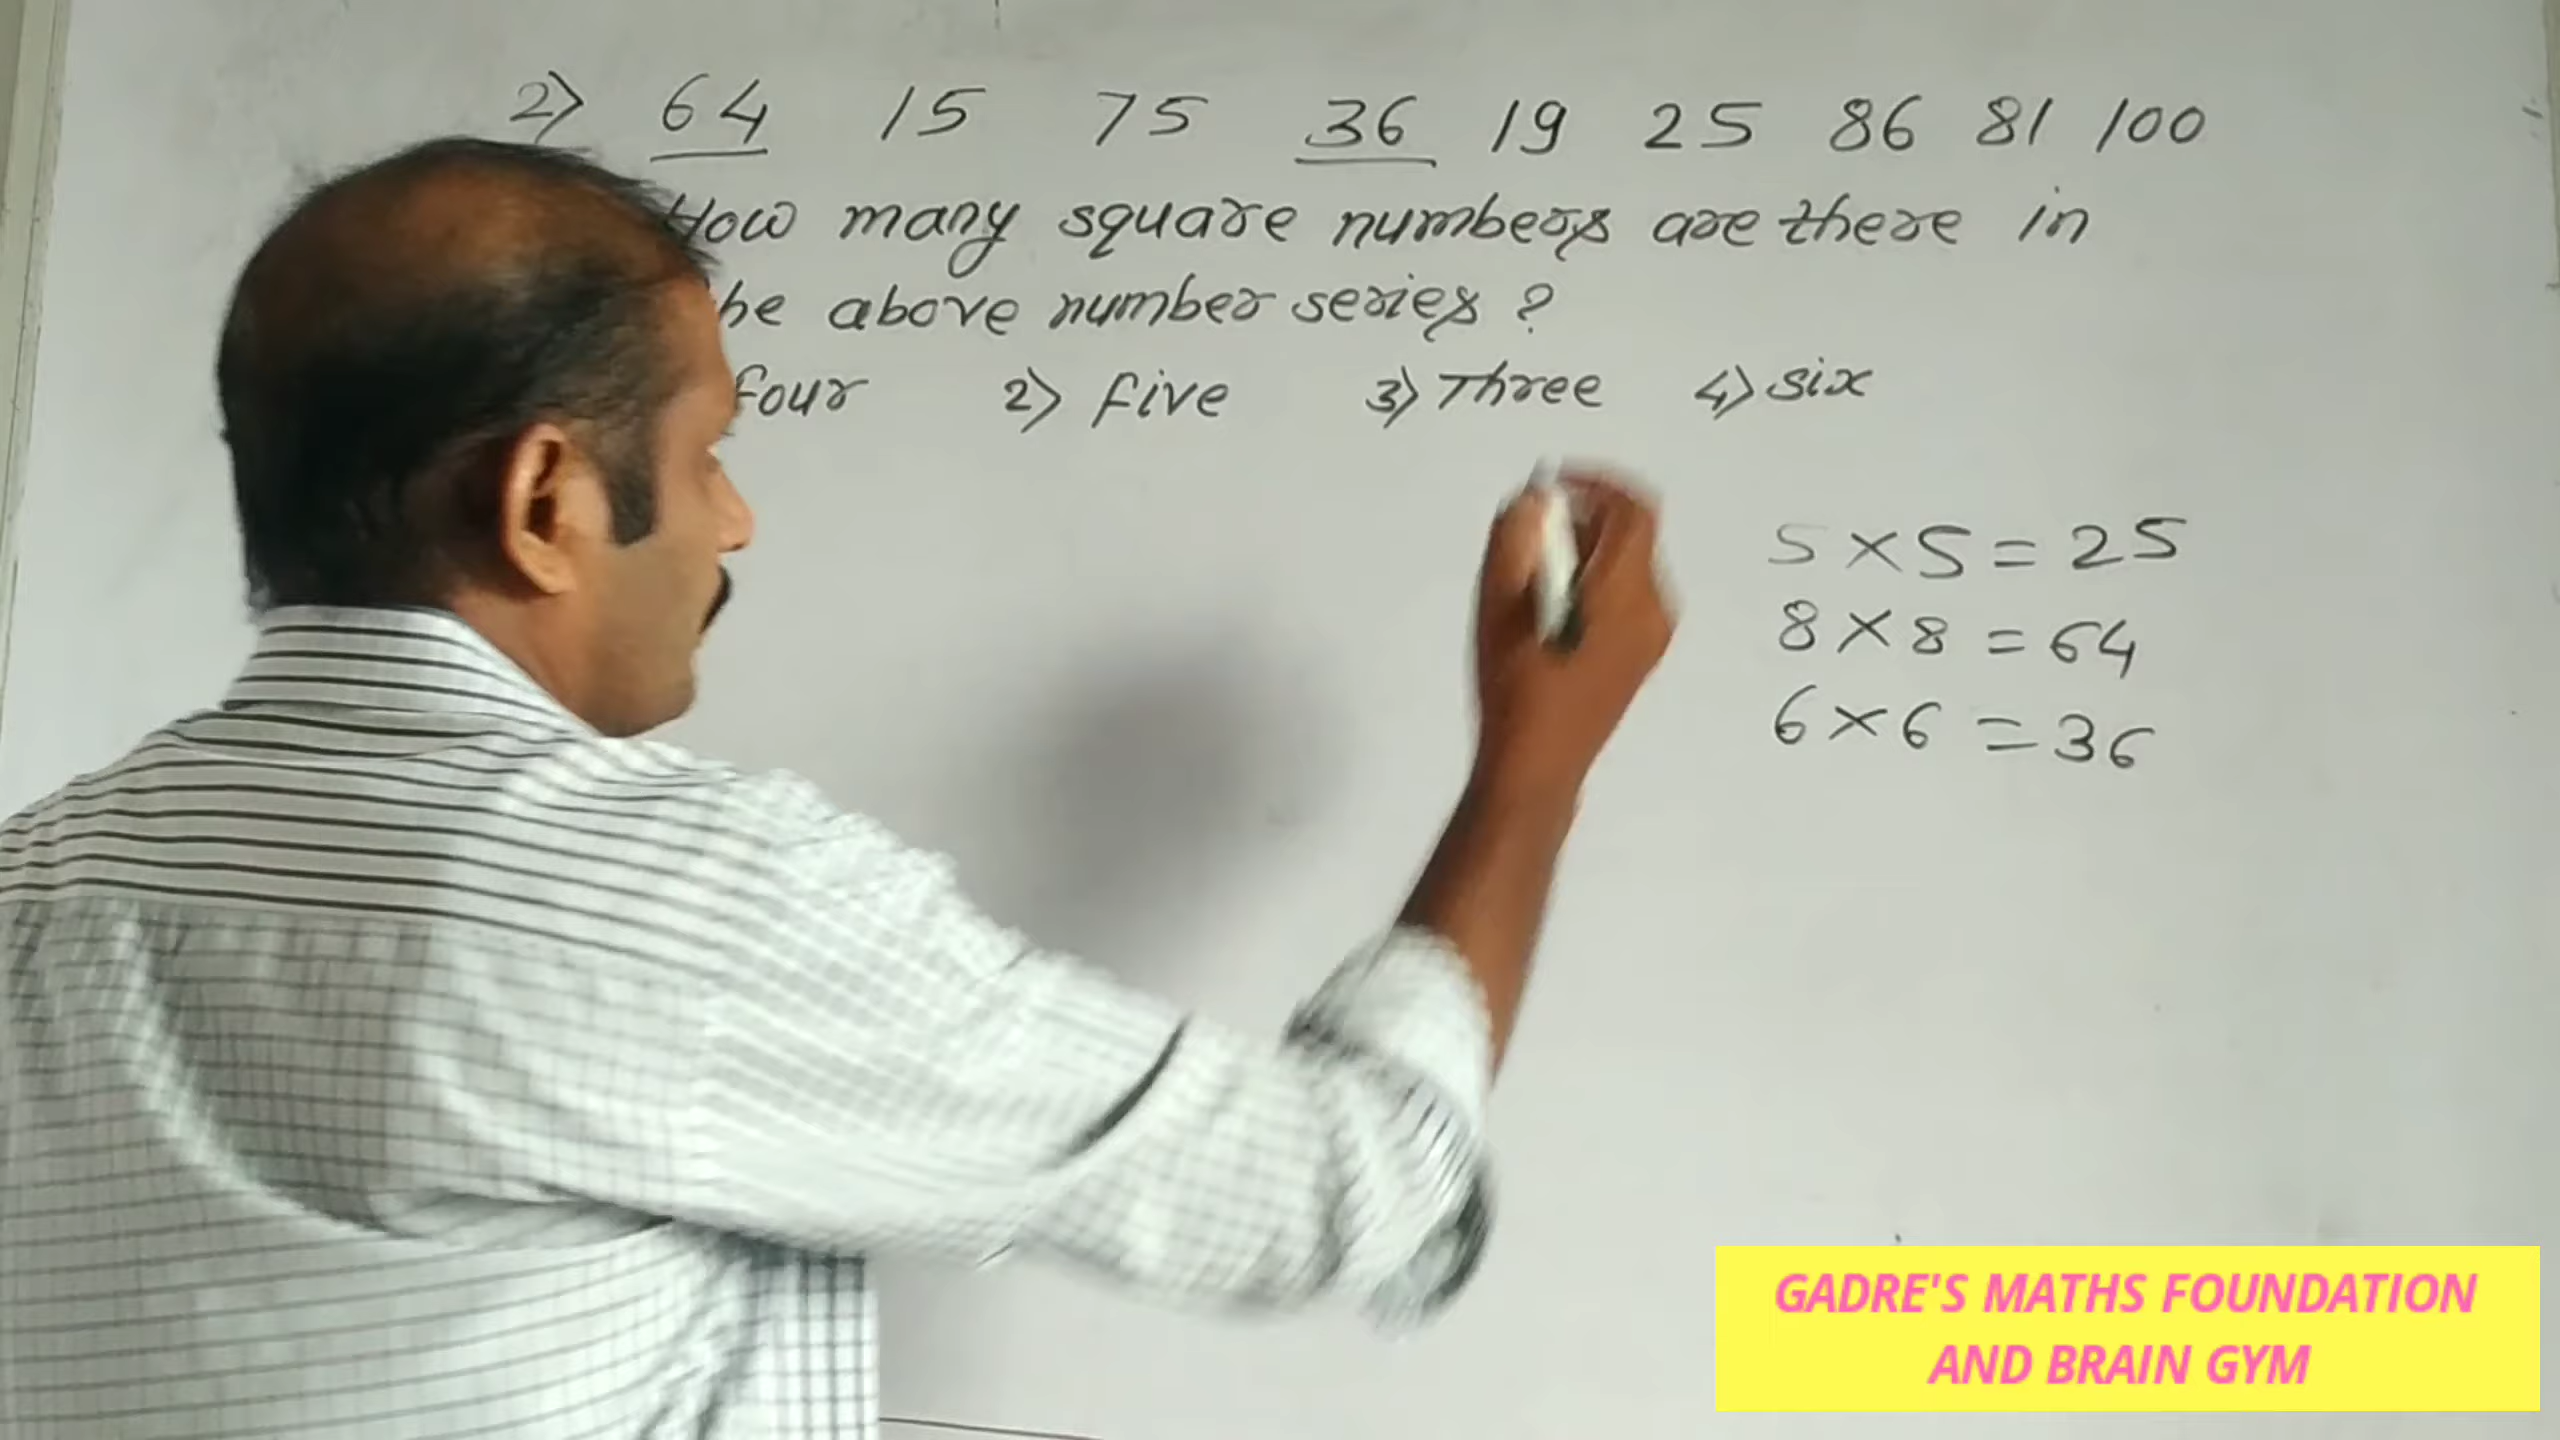 2) 64 15 75 36 19 25 86 81 100
How many square numbers are there in
he above number series ?
four 2) five 3) Three 4) six
5 × 5 = 25
8 × 8 = 64
6 × 6 = 36
GADRE'S MATHS FOUNDATION
AND BRAIN GYM